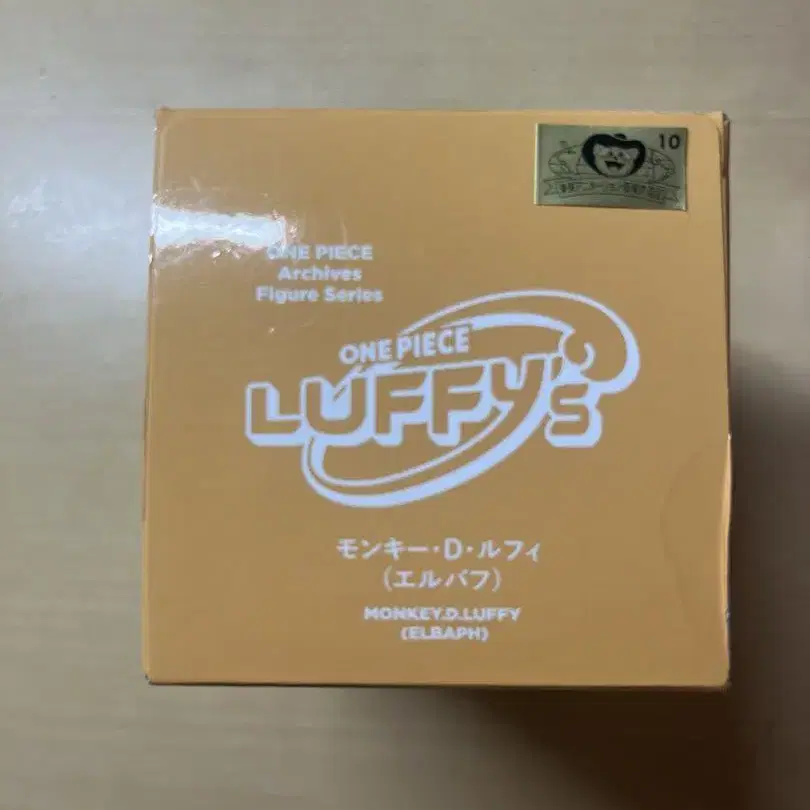 10
ONE PIECE
Archives
Figure Series
ONE PIECE
LUFFY's
モンキー・D・ルフィ
(エルバフ)
MONKEY.D.LUFFY
(ELBAPH)